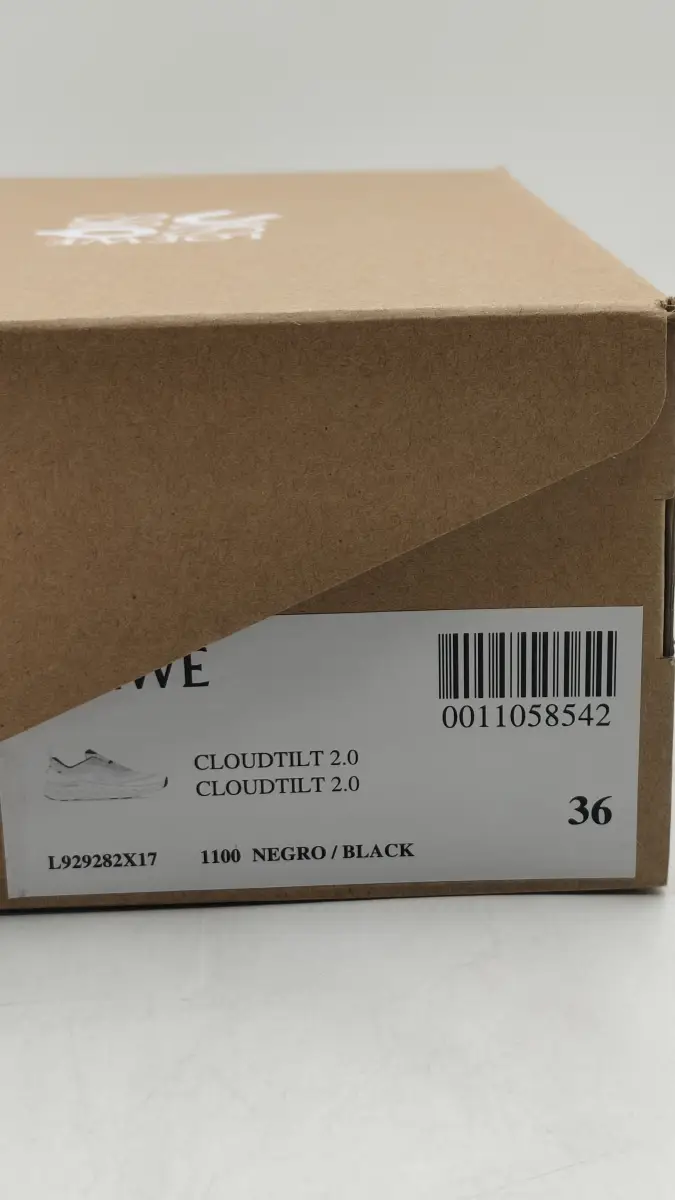 WE
0011058542
CLOUDTILT 2.0
CLOUDTILT 2.0
36
L929282X17 1100 NEGRO / BLACK